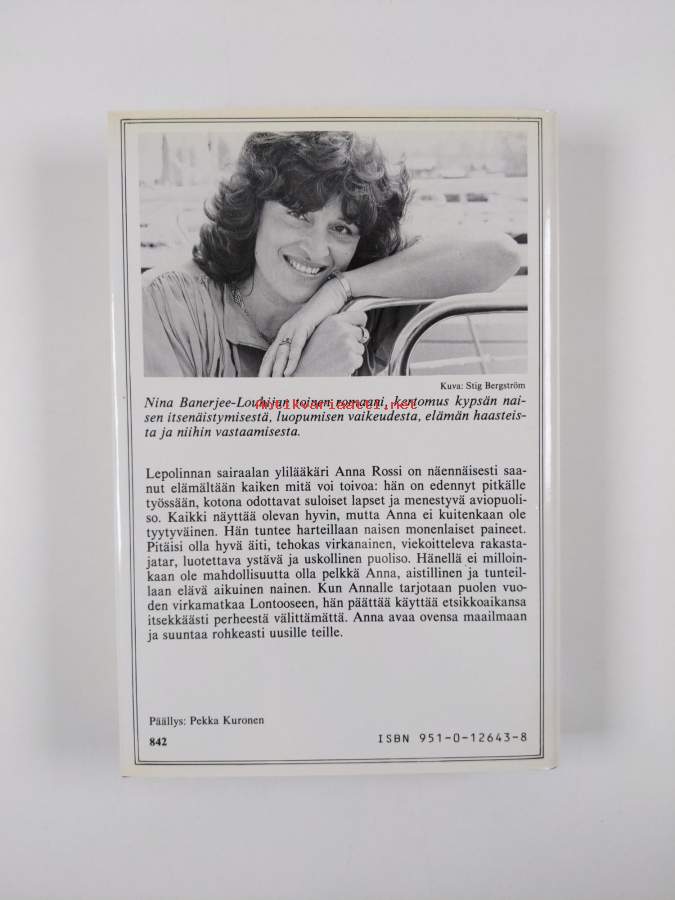 Kuva: Stig Bergström
Nina Banerjee-Louhijan toinen romaani, kertomus kypsän nai-
antikvariaatti.net
sen itsenäistymisestä, luopumisen vaikeudesta, elämän haasteis-
ta ja niihin vastaamisesta.
Lepolinnan sairaalan ylilääkäri Anna Rossi on näennäisesti saa-
nut elämältään kaiken mitä voi toivoa: hän on edennyt pitkälle
työssään, kotona odottavat suloiset lapset ja menestyvä aviopuoli-
so. Kaikki näyttää olevan hyvin, mutta Anna ei kuitenkaan ole
tyytyväinen. Hän tuntee harteillaan naisen monenlaiset paineet.
Pitäisi olla hyvä äiti, tehokas virkanainen, viekoitteleva rakasta-
jatar, luotettava ystävä ja uskollinen puoliso. Hänellä ei milloin-
kaan ole mahdollisuutta olla pelkkä Anna, aistillinen ja tunteil-
laan elävä aikuinen nainen. Kun Annalle tarjotaan puolen vuo-
den virkamatkaa Lontooseen, hän päättää käyttää etsikkoaikansa
itsekkäästi perheestä välittämättä. Anna avaa ovensa maailmaan
ja suuntaa rohkeasti uusille teille.
Päällys: Pekka Kuronen
842
ISBN 951-0-12643-8